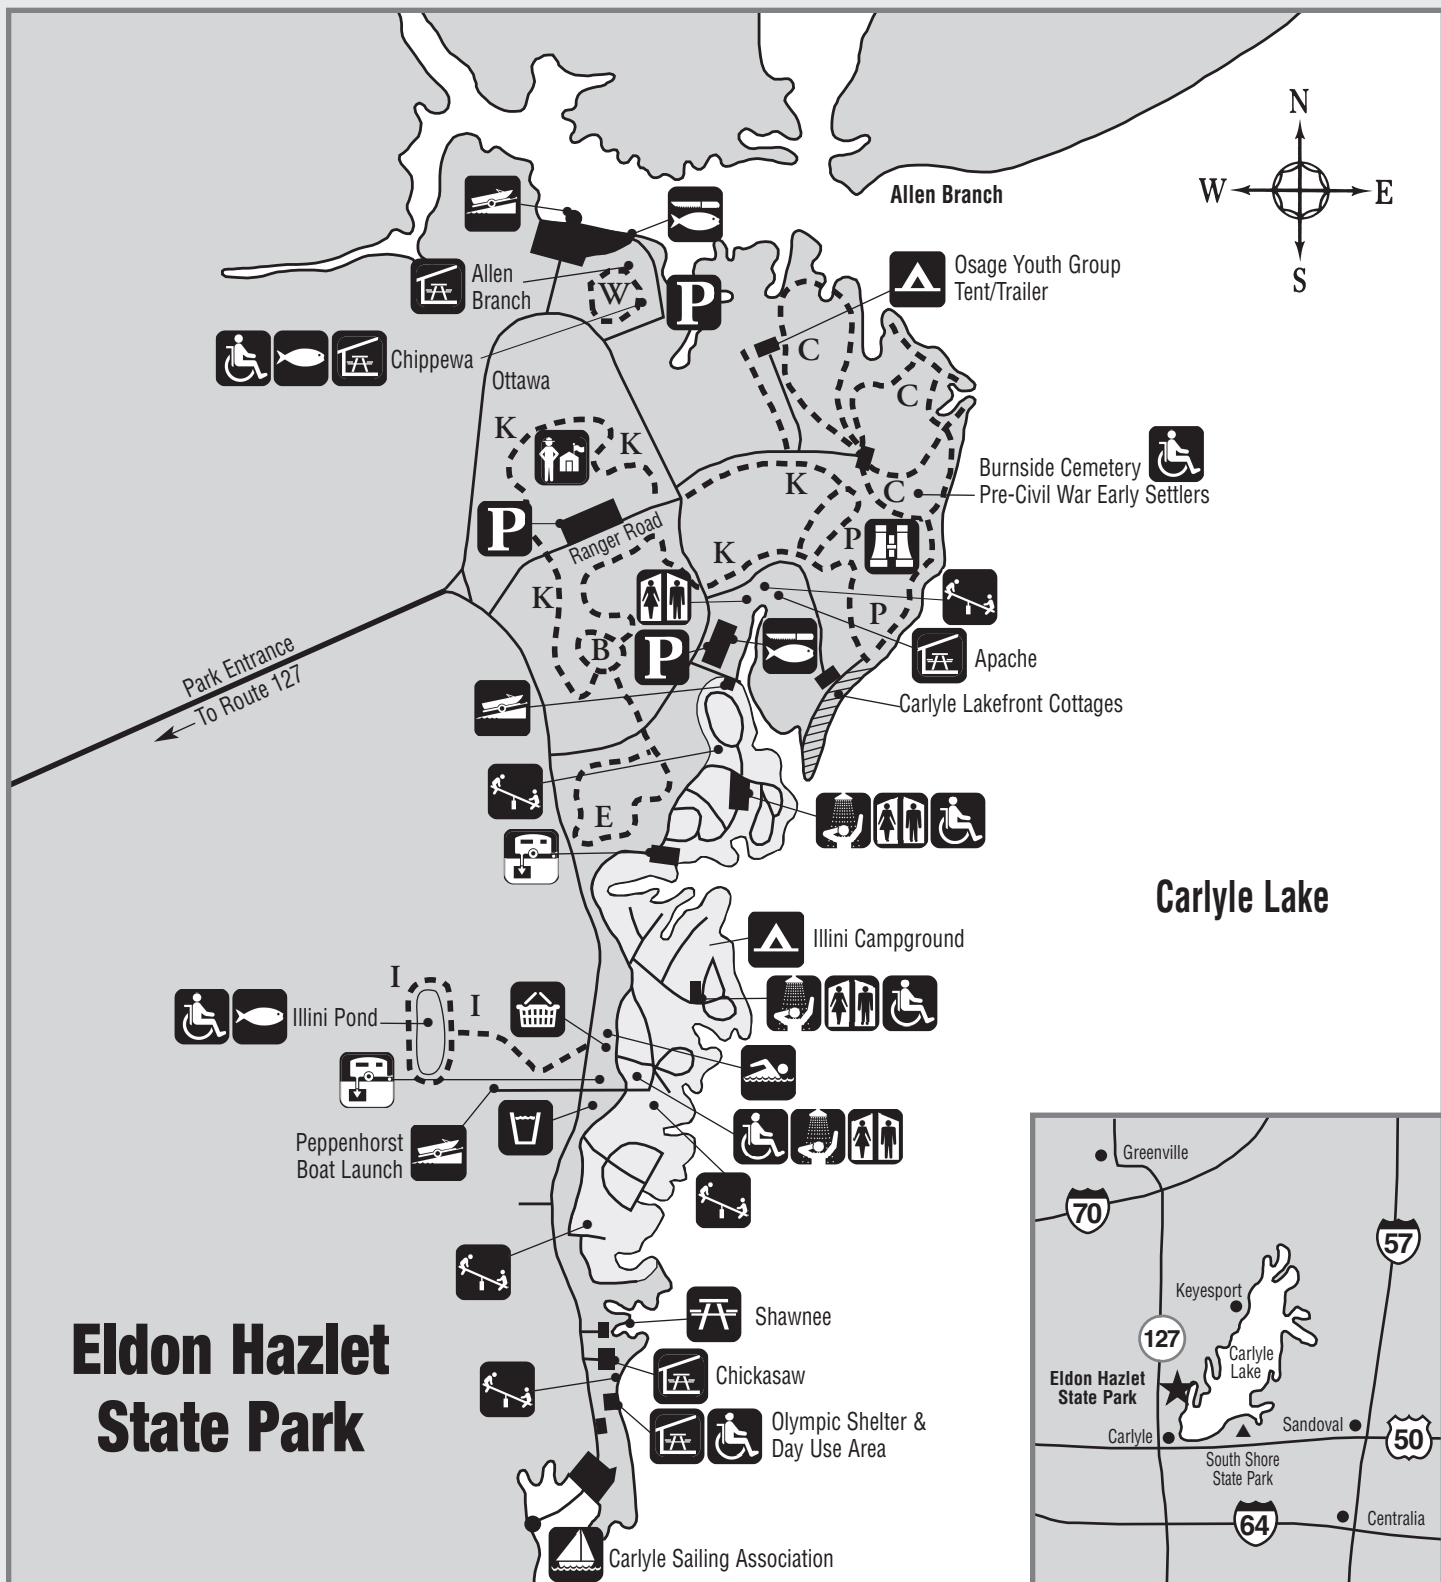 N
W
E
S
Allen Branch
Osage Youth Group
Tent/Trailer
Allen
Branch
W
P
Chippewa
C
Ottawa
C
K
K
Burnside Cemetery
Pre-Civil War Early Settlers
K
C
P
Ranger Road
P
K
K
P
B
P
Apache
Park Entrance
To Route 127
Carlyle Lakefront Cottages
E
Carlyle Lake
Illini Campground
I
I
Illini Pond
Peppenhorst
Boat Launch
Shawnee
Chickasaw
Olympic Shelter &
Day Use Area
Carlyle Sailing Association
Eldon Hazlet
State Park
Greenville
70
57
Keyesport
127
Carlyle
Lake
Eldon Hazlet
State Park
Carlyle
Sandoval
50
South Shore
State Park
64
Centralia